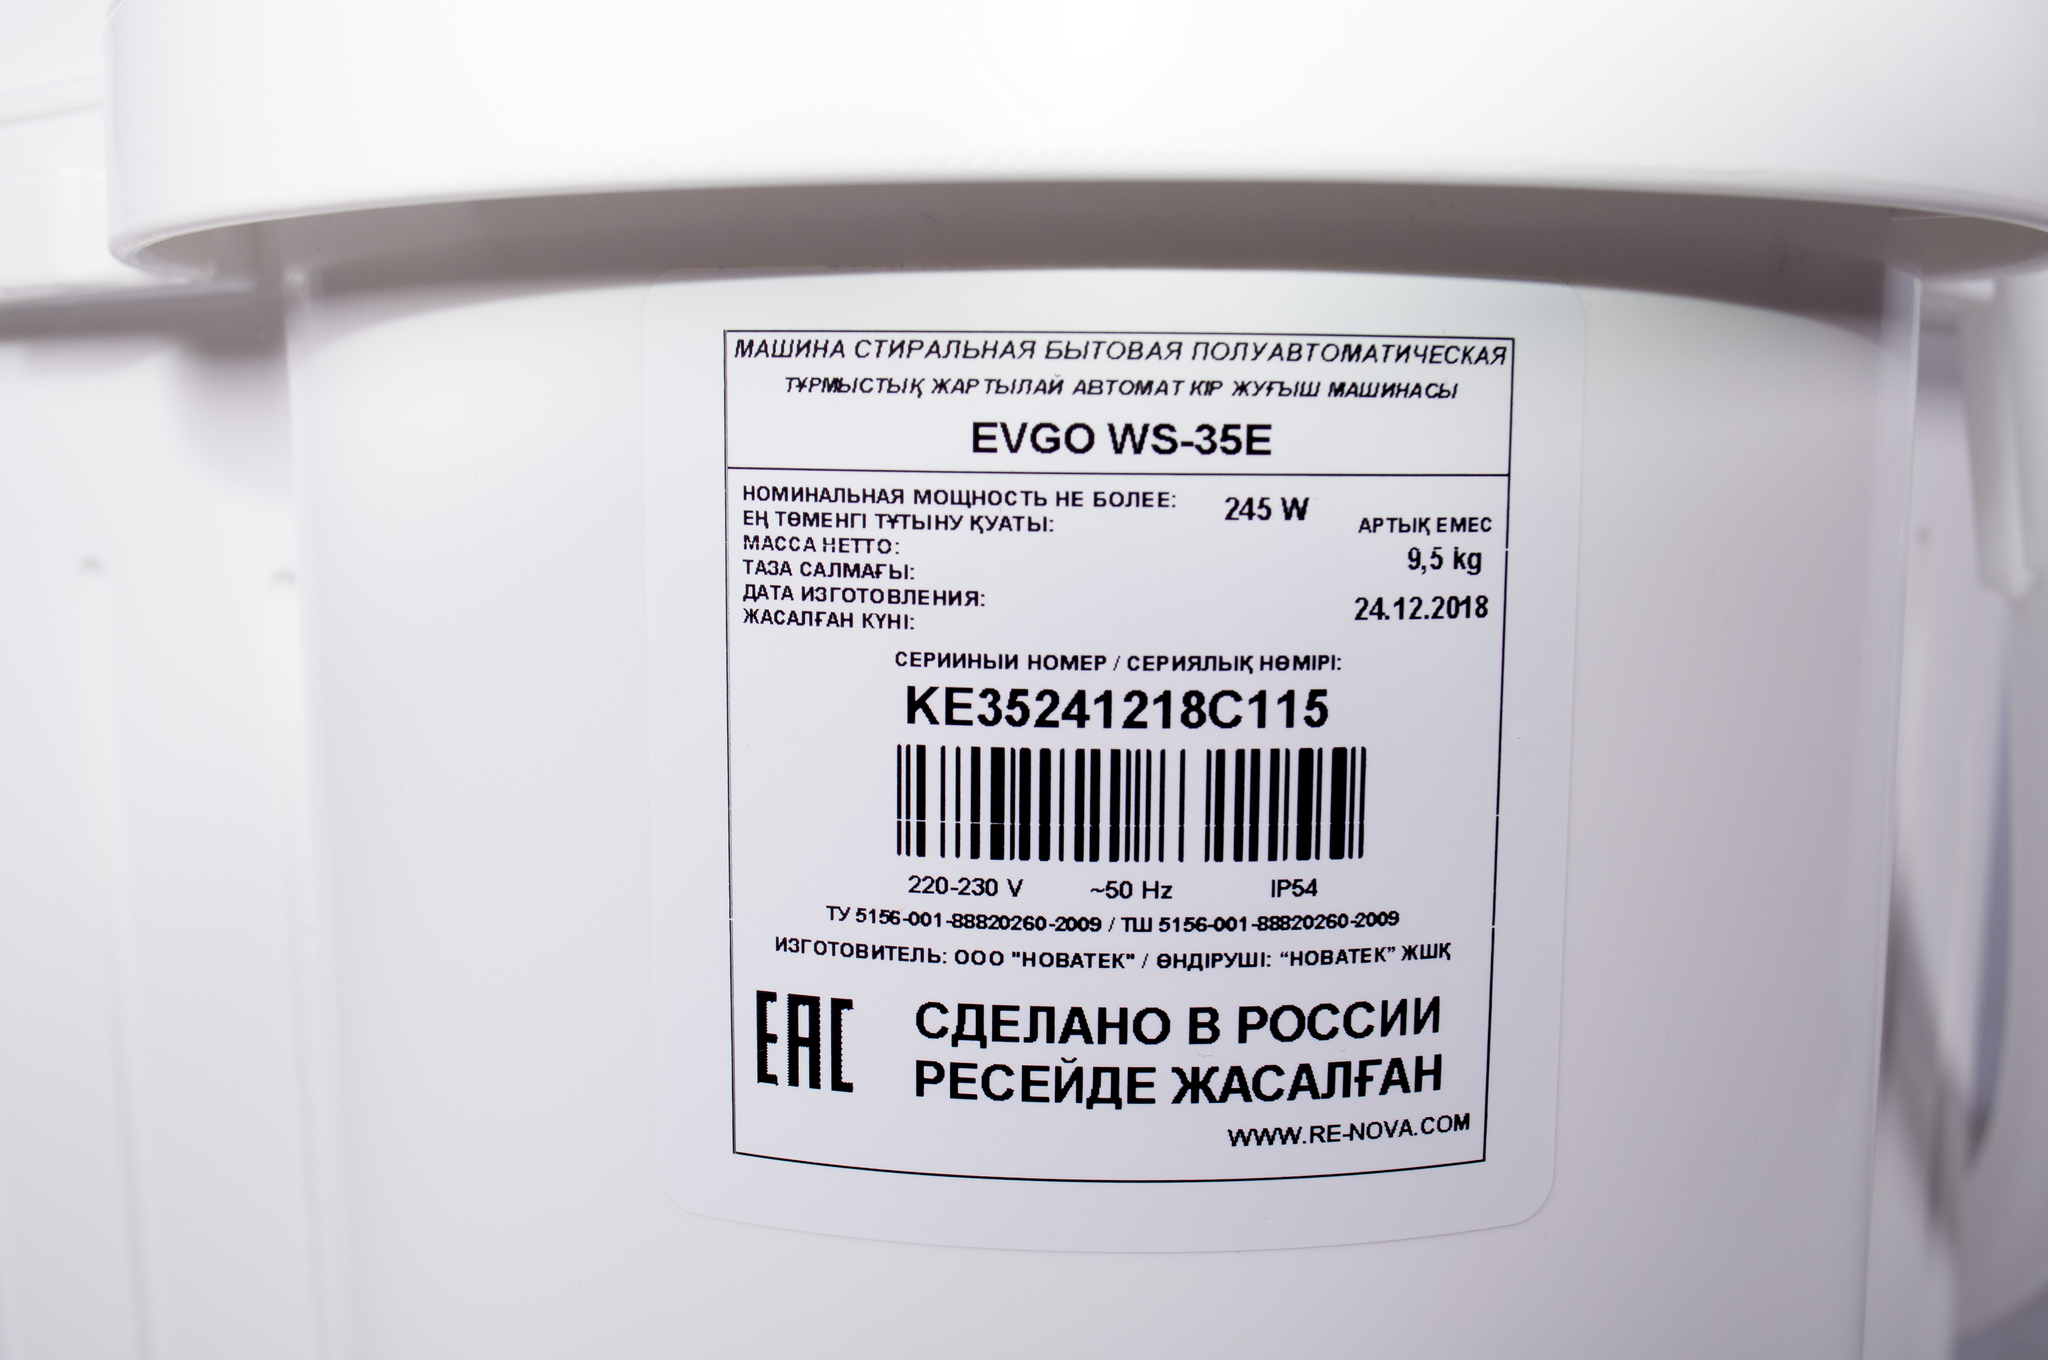 МАШИНА СТИРАЛЬНАЯ БЫТОВАЯ ПОЛУАВТОМАТИЧЕСКАЯ
ТҰРМЫСТЫҚ ЖАРТЫЛАЙ АВТОМАТ КІР ЖУҒЫШ МАШИНАСЫ
EVGO WS-35E
НОМИНАЛЬНАЯ МОЩНОСТЬ НЕ БОЛЕЕ: 245 W
ЕҢ ТӨМЕНГІ ТҰТЫНУ ҚУАТЫ: АРТЫҚ ЕМЕС
МАССА НЕТТО: 9,5 kg
ТАЗА САЛМАҒЫ:
ДАТА ИЗГОТОВЛЕНИЯ: 24.12.2018
ЖАСАЛҒАН КҮНІ:
СЕРИИНЫИ НОМЕР / СЕРИЯЛЫҚ НӨМІРІ:
KE35241218C115
220-230 V ~50 Hz IP54
ТУ 5156-001-88820260-2009 / ТШ 5156-001-88820260-2009
ИЗГОТОВИТЕЛЬ: ООО "НОВАТЕК" / ӨНДІРУШІ: “НОВАТЕК” ЖШҚ
EAC СДЕЛАНО В РОССИИ
РЕСЕЙДЕ ЖАСАЛҒАН
WWW.RE-NOVA.COM